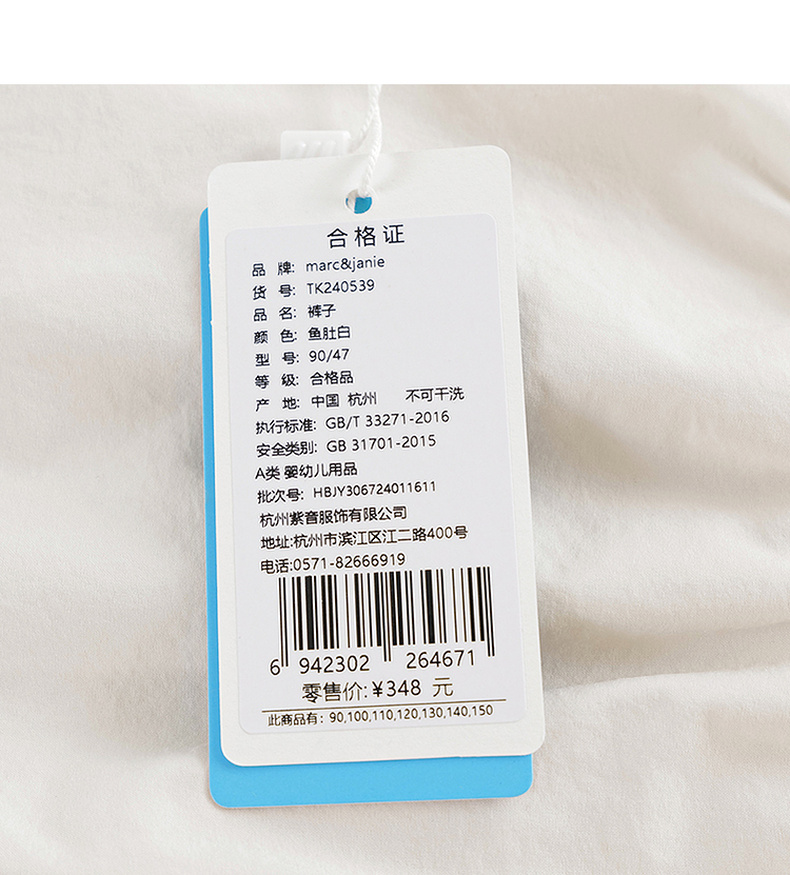 合格证
品 牌: marc&janie
货 号: TK240539
品 名: 裤子
颜 色: 鱼肚白
型 号: 90/47
等 级: 合格品
产 地: 中国 杭州 不可干洗
执行标准: GB/T 33271-2016
安全类别: GB 31701-2015
A类 婴幼儿用品
批次号: HBJY306724011611
杭州紫音服饰有限公司
地址:杭州市滨江区江二路400号
电话:0571-82666919
6 942302 264671
零售价:¥348 元
此商品有: 90,100,110,120,130,140,150